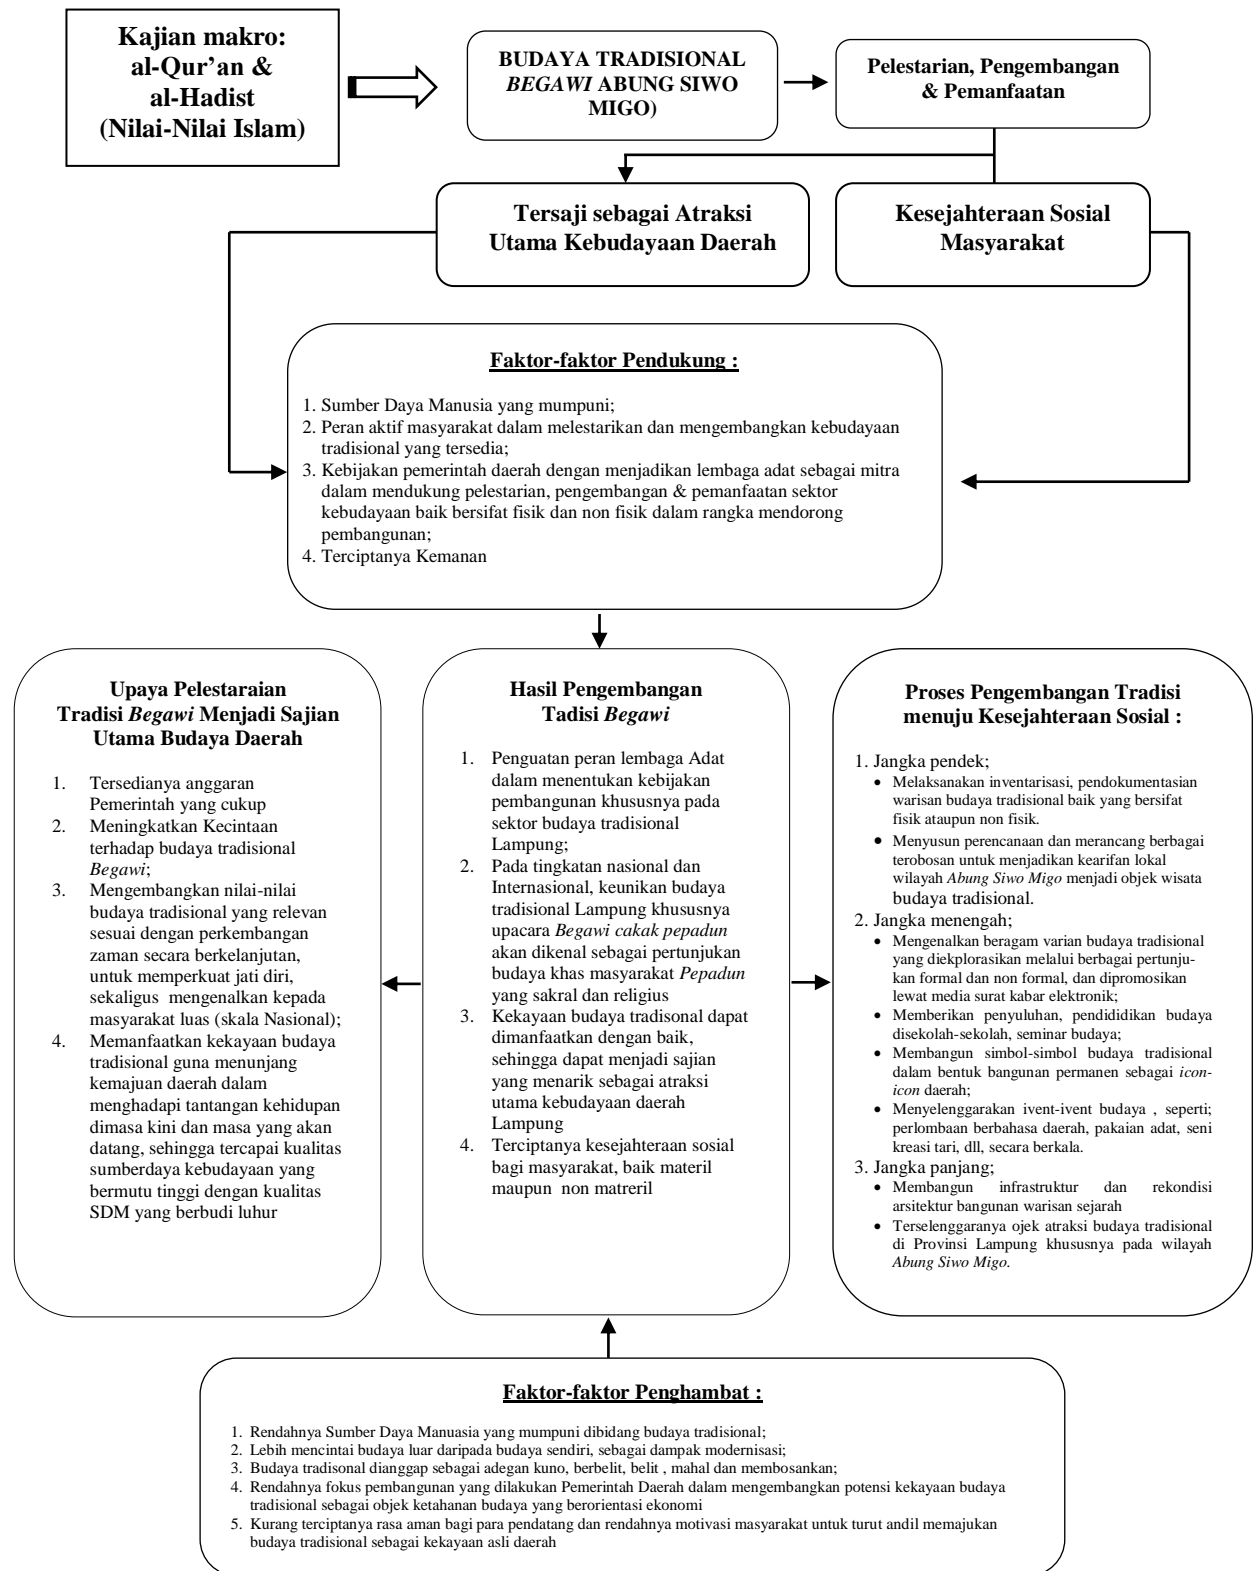 Kajian makro:
al-Qur’an &
al-Hadist
(Nilai-Nilai Islam)
BUDAYA TRADISIONAL
BEGAWI ABUNG SIWO
MIGO)
Pelestarian, Pengembangan
& Pemanfaatan
Tersaji sebagai Atraksi
Utama Kebudayaan Daerah
Kesejahteraan Sosial
Masyarakat
Faktor-faktor Pendukung :
1. Sumber Daya Manusia yang mumpuni;
2. Peran aktif masyarakat dalam melestarikan dan mengembangkan kebudayaan
tradisional yang tersedia;
3. Kebijakan pemerintah daerah dengan menjadikan lembaga adat sebagai mitra
dalam mendukung pelestarian, pengembangan & pemanfaatan sektor
kebudayaan baik bersifat fisik dan non fisik dalam rangka mendorong
pembangunan;
4. Terciptanya Kemanan
Upaya Pelestaraian
Tradisi Begawi Menjadi Sajian
Utama Budaya Daerah
1. Tersedianya anggaran
Pemerintah yang cukup
2. Meningkatkan Kecintaan
terhadap budaya tradisional
Begawi;
3. Mengembangkan nilai-nilai
budaya tradisional yang relevan
sesuai dengan perkembangan
zaman secara berkelanjutan,
untuk memperkuat jati diri,
sekaligus mengenalkan kepada
masyarakat luas (skala Nasional);
4. Memanfaatkan kekayaan budaya
tradisional guna menunjang
kemajuan daerah dalam
menghadapi tantangan kehidupan
dimasa kini dan masa yang akan
datang, sehingga tercapai kualitas
sumberdaya kebudayaan yang
bermutu tinggi dengan kualitas
SDM yang berbudi luhur
Hasil Pengembangan
Tadisi Begawi
1. Penguatan peran lembaga Adat
dalam menentukan kebijakan
pembangunan khususnya pada
sektor budaya tradisional
Lampung;
2. Pada tingkatan nasional dan
Internasional, keunikan budaya
tradisional Lampung khususnya
upacara Begawi cakak pepadun
akan dikenal sebagai pertunjukan
budaya khas masyarakat Pepadun
yang sakral dan religius
3. Kekayaan budaya tradisonal dapat
dimanfaatkan dengan baik,
sehingga dapat menjadi sajian
yang menarik sebagai atraksi
utama kebudayaan daerah
Lampung
4. Terciptanya kesejahteraan sosial
bagi masyarakat, baik materil
maupun non matreril
Proses Pengembangan Tradisi
menuju Kesejahteraan Sosial :
1. Jangka pendek;
• Melaksanakan inventarisasi, pendokumentasian
warisan budaya tradisional baik yang bersifat
fisik ataupun non fisik.
• Menyusun perencanaan dan merancang berbagai
terobosan untuk menjadikan kearifan lokal
wilayah Abung Siwo Migo menjadi objek wisata
budaya tradisional.
2. Jangka menengah;
• Mengenalkan beragam varian budaya tradisional
yang diekplorasikan melalui berbagai pertunju-
kan formal dan non formal, dan dipromosikan
lewat media surat kabar elektronik;
• Memberikan penyuluhan, pendididikan budaya
disekolah-sekolah, seminar budaya;
• Membangun simbol-simbol budaya tradisional
dalam bentuk bangunan permanen sebagai icon-
icon daerah;
• Menyelenggarakan ivent-ivent budaya , seperti;
perlombaan berbahasa daerah, pakaian adat, seni
kreasi tari, dll, secara berkala.
3. Jangka panjang;
• Membangun infrastruktur dan rekondisi
arsitektur bangunan warisan sejarah
• Terselenggaranya ojek atraksi budaya tradisional
di Provinsi Lampung khususnya pada wilayah
Abung Siwo Migo.
Faktor-faktor Penghambat :
1. Rendahnya Sumber Daya Manuasia yang mumpuni dibidang budaya tradisional;
2. Lebih mencintai budaya luar daripada budaya sendiri, sebagai dampak modernisasi;
3. Budaya tradisonal dianggap sebagai adegan kuno, berbelit, belit , mahal dan membosankan;
4. Rendahnya fokus pembangunan yang dilakukan Pemerintah Daerah dalam mengembangkan potensi kekayaan budaya
tradisional sebagai objek ketahanan budaya yang berorientasi ekonomi
5. Kurang terciptanya rasa aman bagi para pendatang dan rendahnya motivasi masyarakat untuk turut andil memajukan
budaya tradisional sebagai kekayaan asli daerah